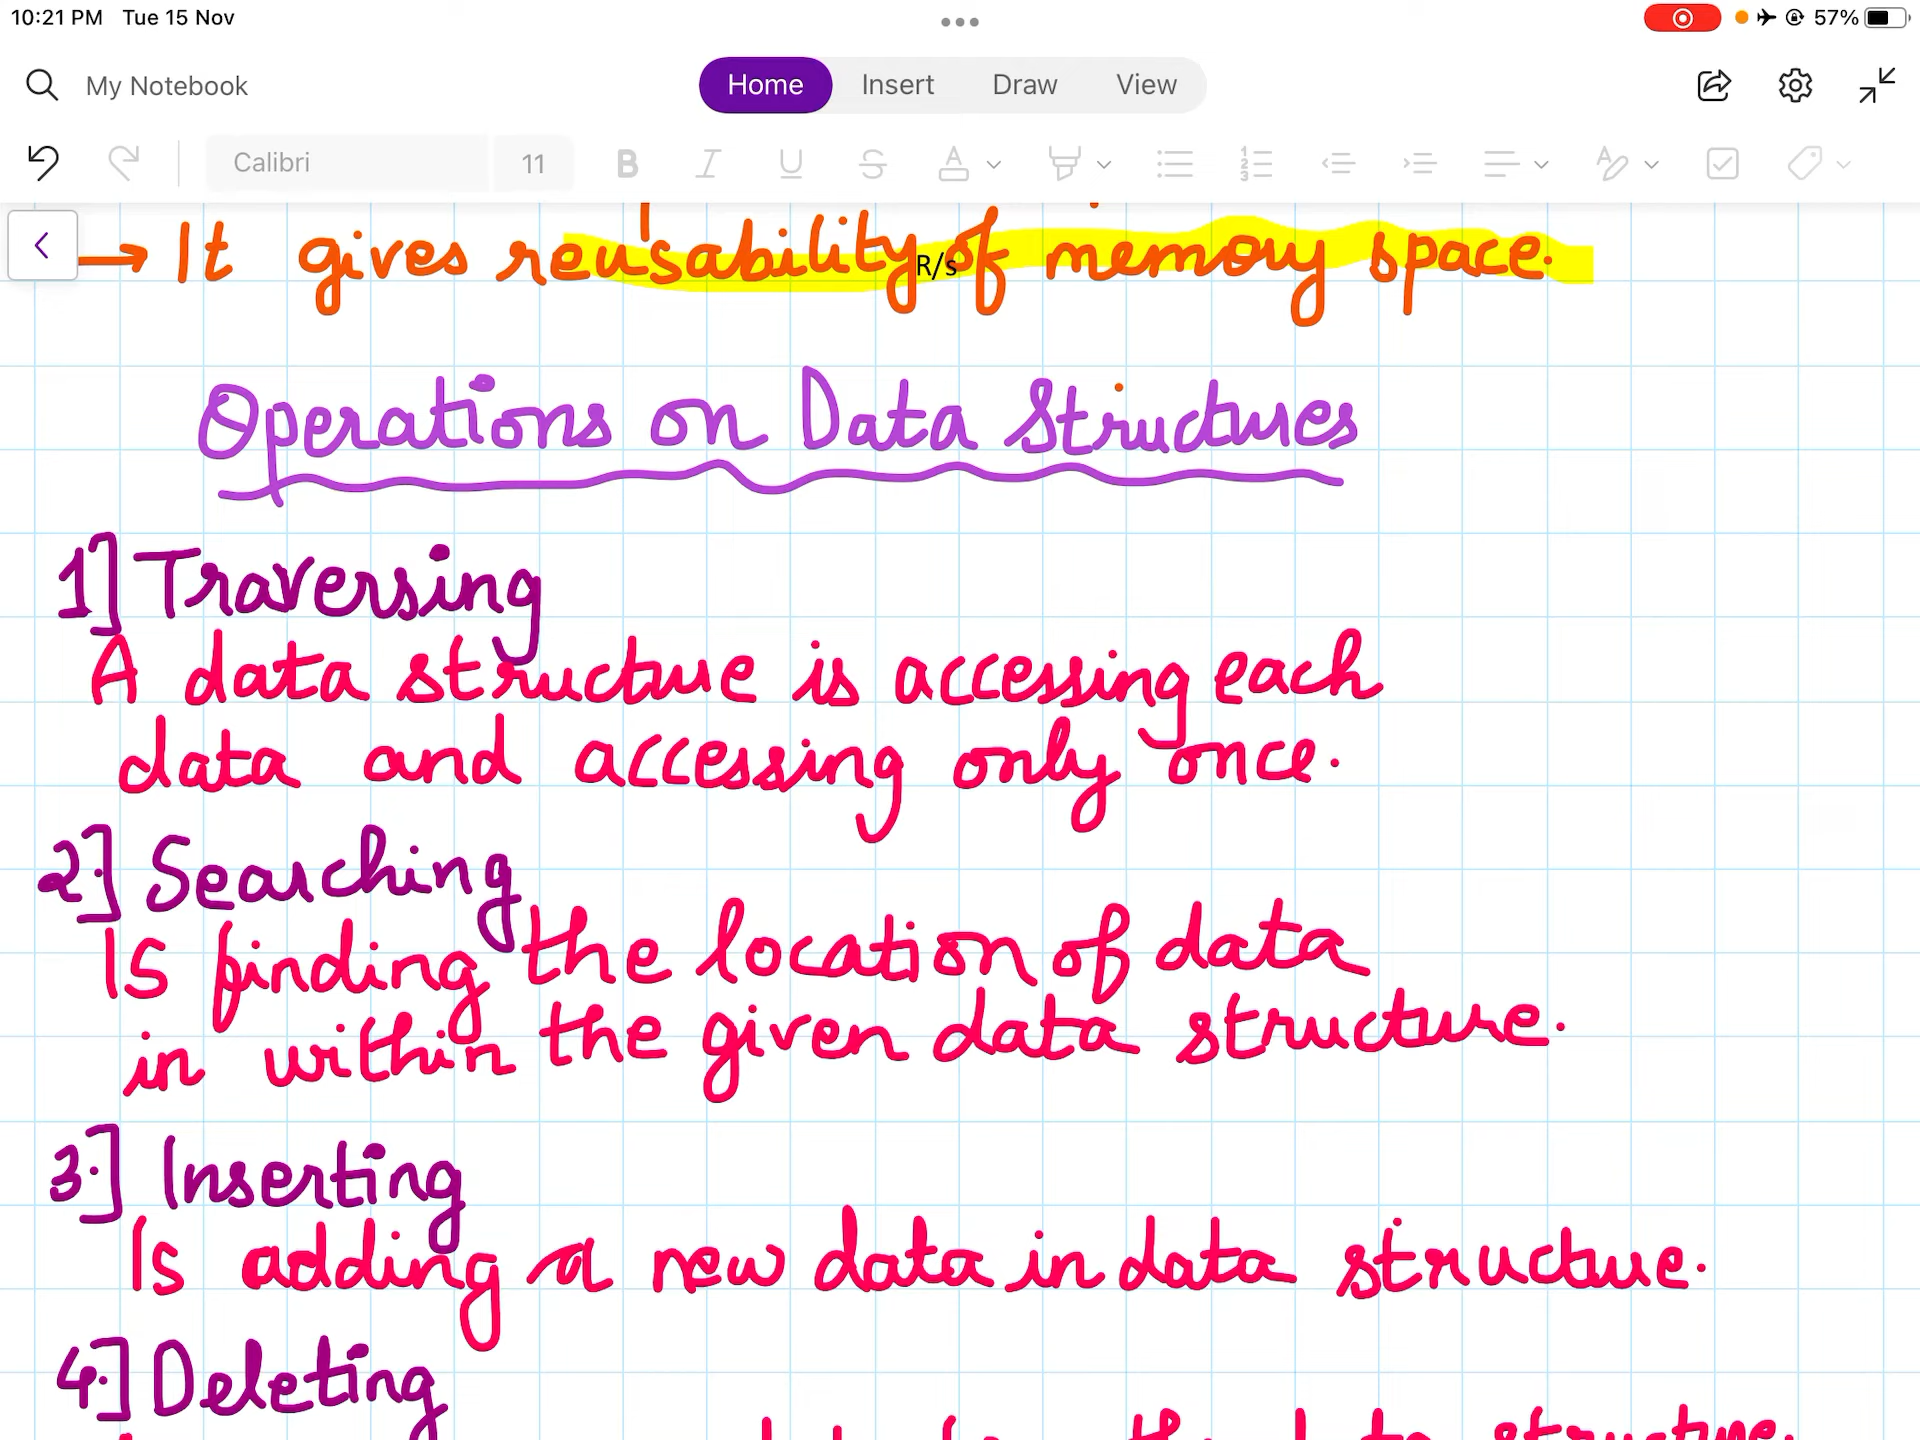 10:21 PM Tue 15 Nov
57%
My Notebook
Home Insert Draw View
Calibri 11
→ It gives reusability of memory space.
R/s
Operations on Data Structures
1] Traversing
A data structure is accessing each
data and accessing only once.
2.] Searching
Is finding the location of data
in within the given data structure.
3.] Inserting
Is adding a new data in data structure.
4.] Deleting
structure.